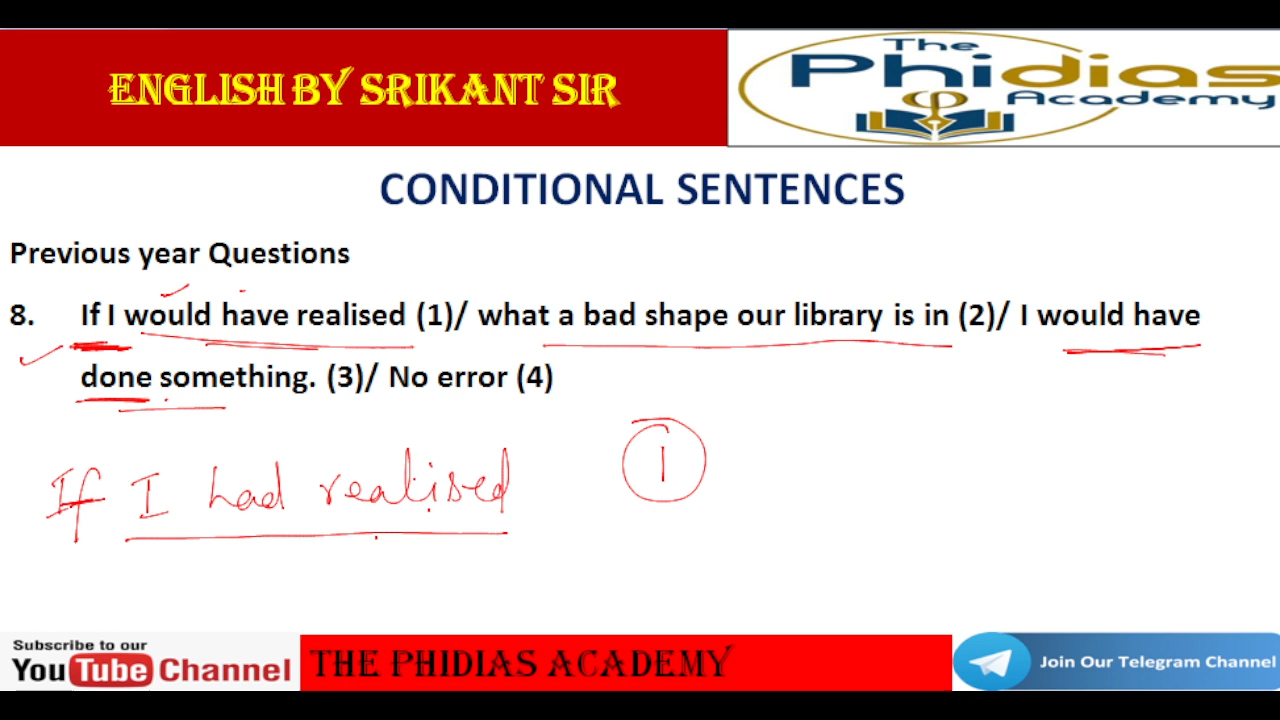 ENGLISH BY SRIKANT SIR
The
Phidias
Academy
CONDITIONAL SENTENCES
Previous year Questions
8. If I would have realised (1)/ what a bad shape our library is in (2)/ I would have
done something. (3)/ No error (4)
If I had realised
1
Subscribe to our
YouTube Channel
THE PHIDIAS ACADEMY
Join Our Telegram Channel